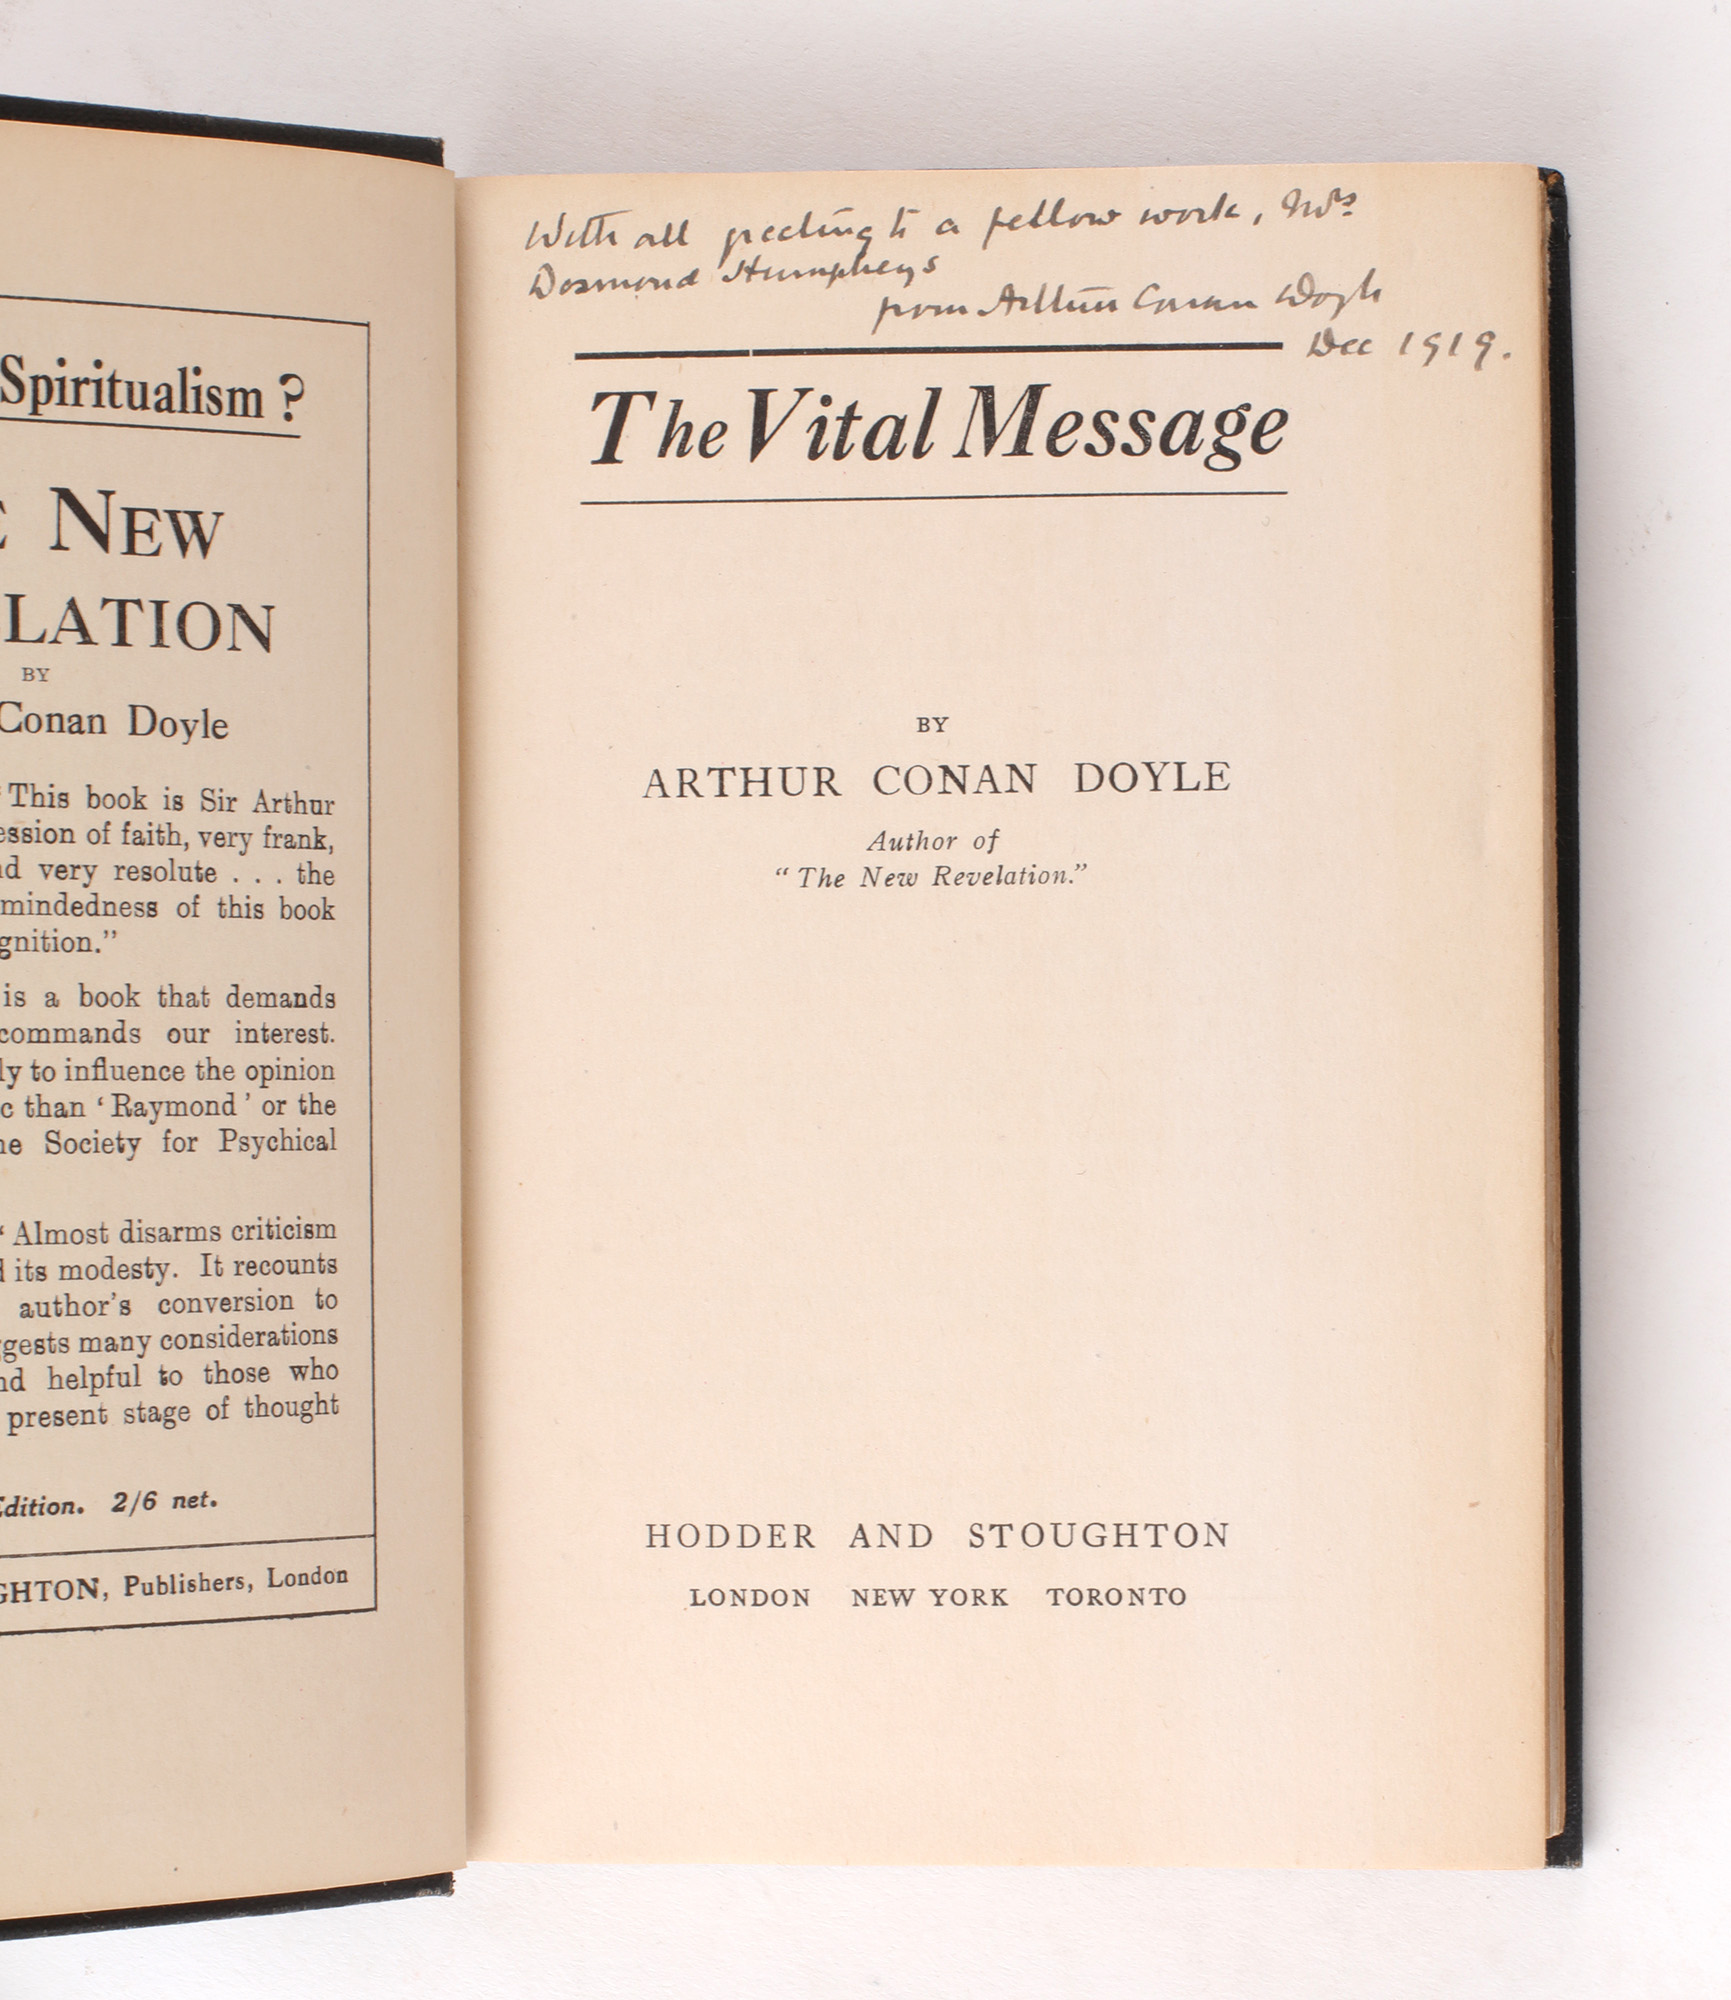 Spiritualism ?
NEW
LATION
BY
Conan Doyle
This book is Sir Arthur
ession of faith, very frank,
nd very resolute . . . the
mindedness of this book
gnition.”
is a book that demands
commands our interest.
ly to influence the opinion
c than ‘ Raymond ’ or the
he Society for Psychical
“ Almost disarms criticism
d its modesty. It recounts
author’s conversion to
ggests many considerations
nd helpful to those who
present stage of thought
Edition. 2/6 net.
GHTON, Publishers, London
With all greeting to a fellow work, Mrs
Desmond Humphreys
from Arthur Conan Doyle
Dec 1919.
The Vital Message
BY
ARTHUR CONAN DOYLE
Author of
“ The New Revelation.”
HODDER AND STOUGHTON
LONDON NEW YORK TORONTO